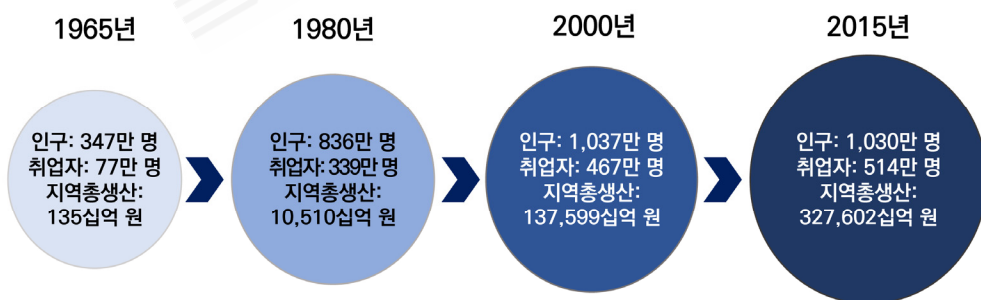 1965년
인구: 347만 명
취업자: 77만 명
지역총생산:
135십억 원
1980년
인구: 836만 명
취업자: 339만 명
지역총생산:
10,510십억 원
2000년
인구: 1,037만 명
취업자: 467만 명
지역총생산:
137,599십억 원
2015년
인구: 1,030만 명
취업자: 514만 명
지역총생산:
327,602십억 원